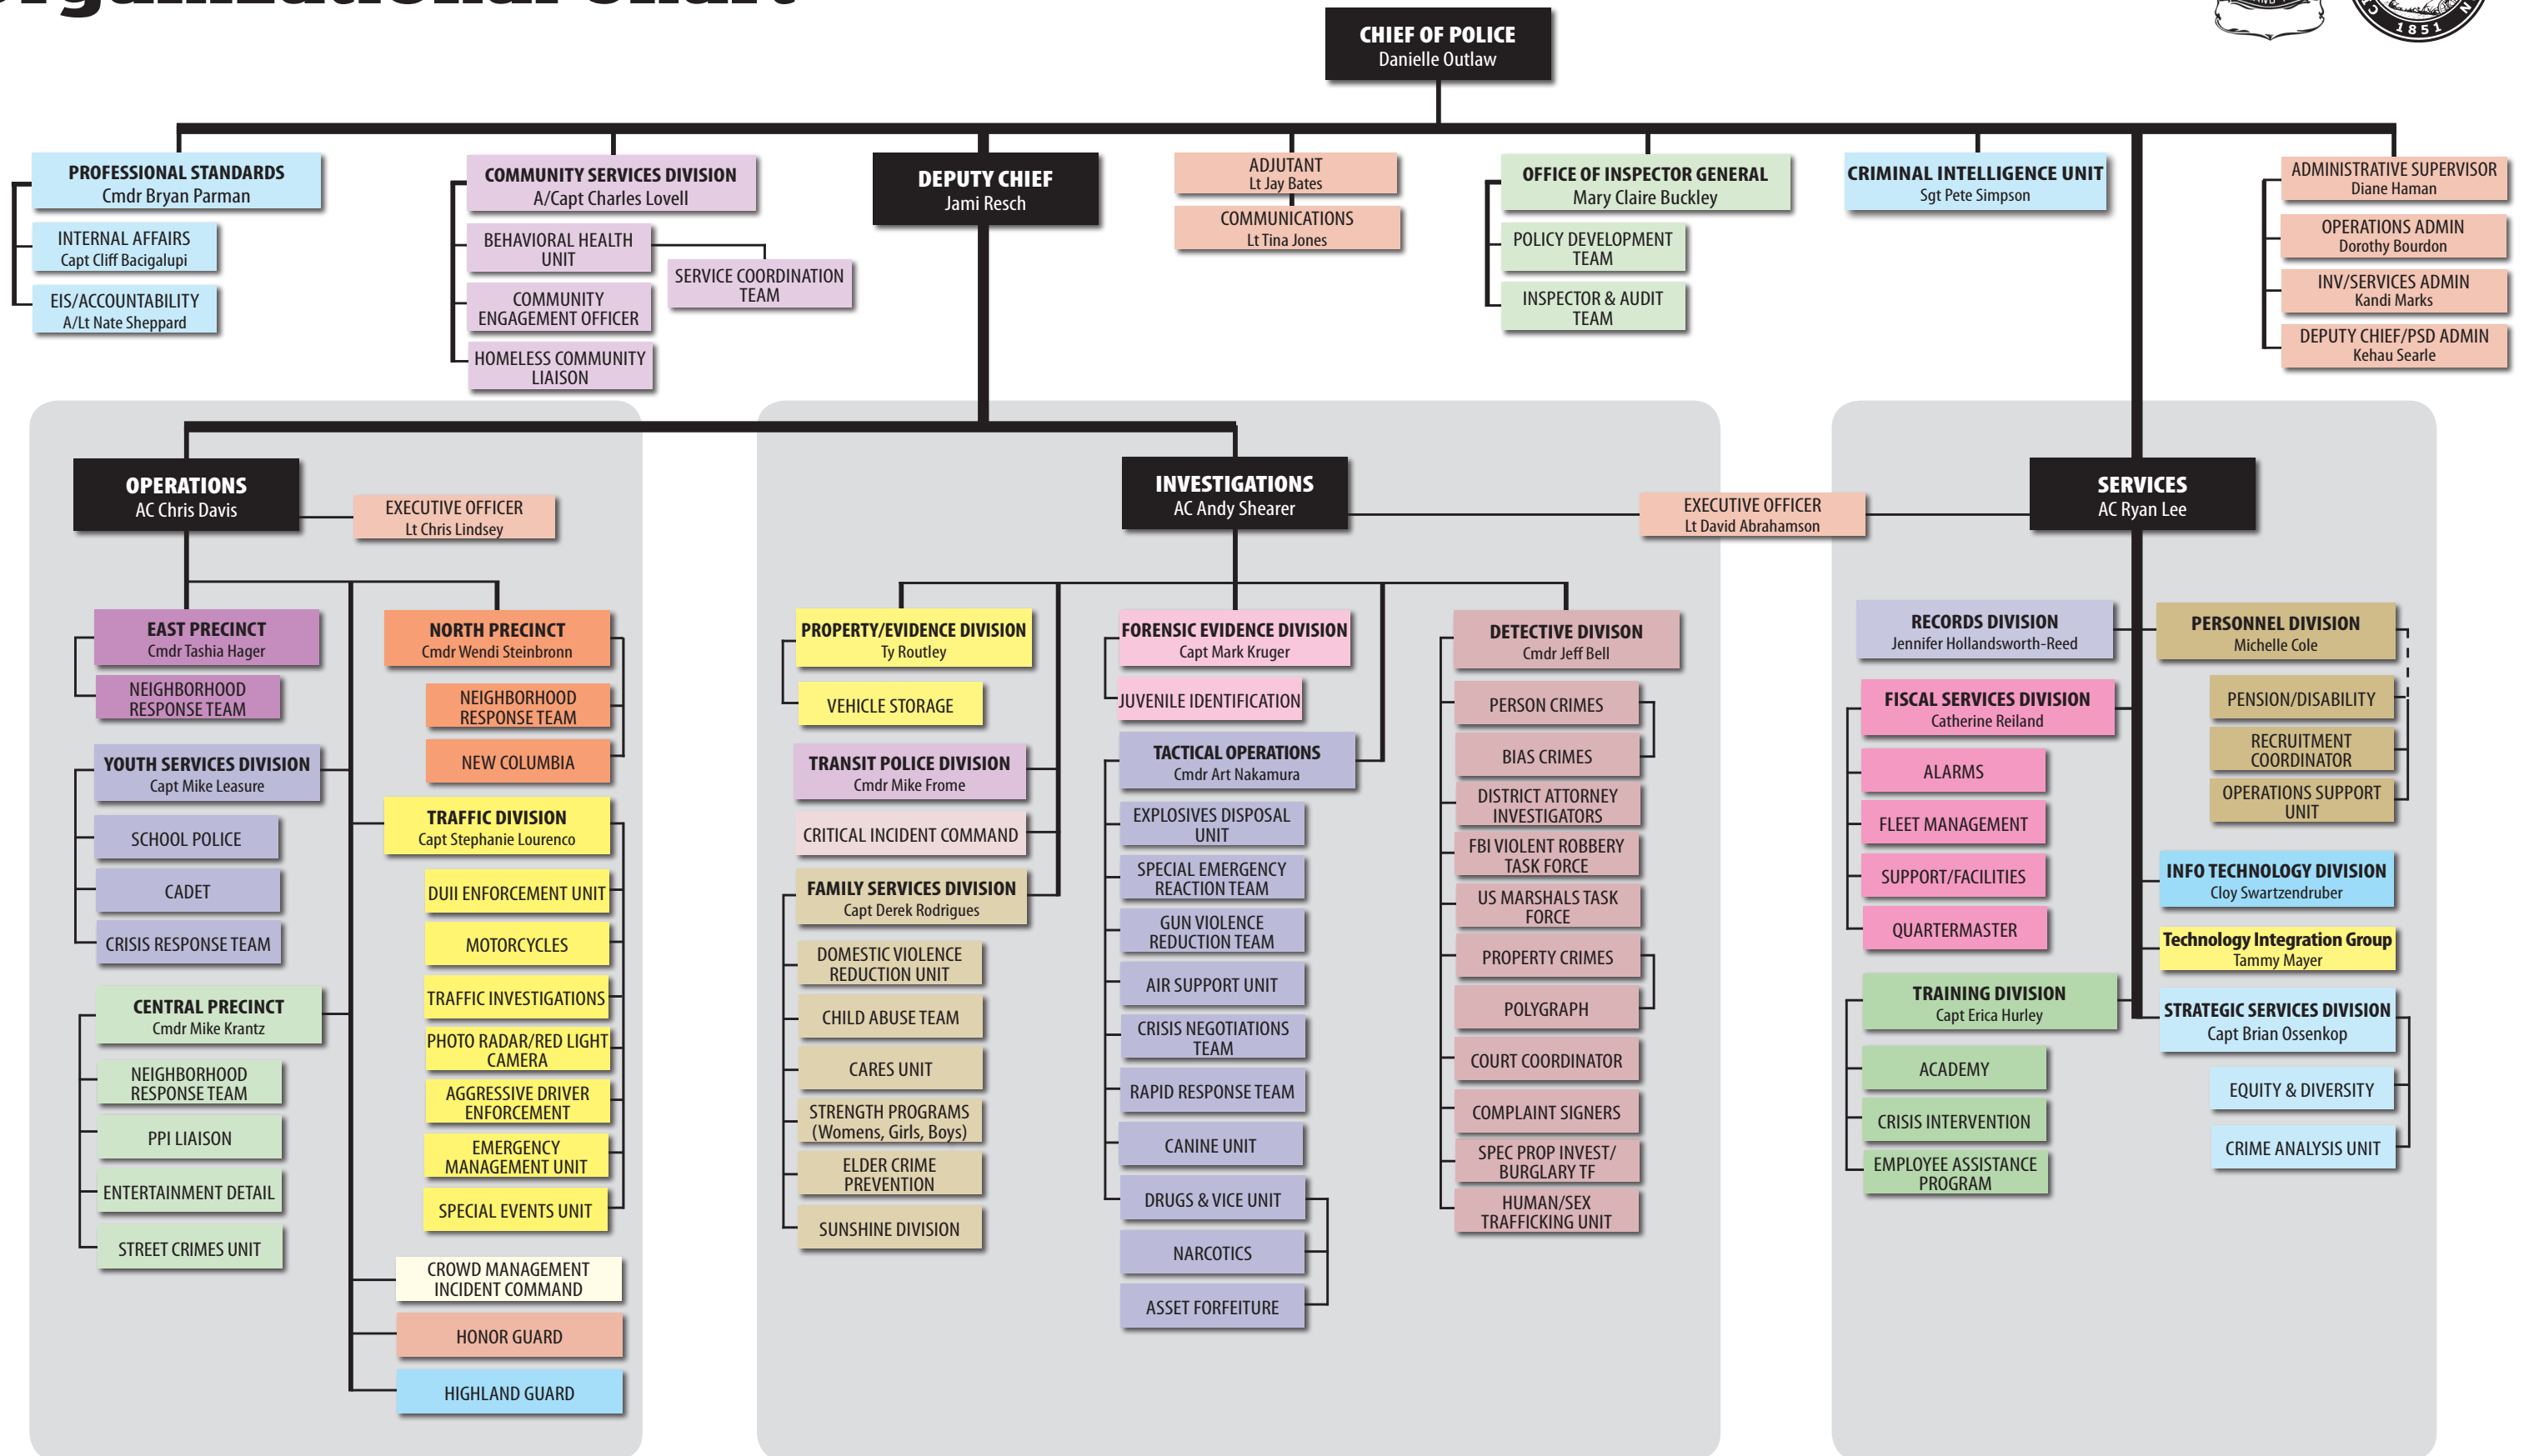 Organizational Chart
1851
CHIEF OF POLICE
Danielle Outlaw
PROFESSIONAL STANDARDS
Cmdr Bryan Parman
INTERNAL AFFAIRS
Capt Cliff Bacigalupi
EIS/ACCOUNTABILITY
A/Lt Nate Sheppard
COMMUNITY SERVICES DIVISION
A/Capt Charles Lovell
BEHAVIORAL HEALTH
UNIT
SERVICE COORDINATION
TEAM
COMMUNITY
ENGAGEMENT OFFICER
HOMELESS COMMUNITY
LIAISON
DEPUTY CHIEF
Jami Resch
ADJUTANT
Lt Jay Bates
COMMUNICATIONS
Lt Tina Jones
OFFICE OF INSPECTOR GENERAL
Mary Claire Buckley
POLICY DEVELOPMENT
TEAM
INSPECTOR & AUDIT
TEAM
CRIMINAL INTELLIGENCE UNIT
Sgt Pete Simpson
ADMINISTRATIVE SUPERVISOR
Diane Haman
OPERATIONS ADMIN
Dorothy Bourdon
INV/SERVICES ADMIN
Kandi Marks
DEPUTY CHIEF/PSD ADMIN
Kehau Searle
OPERATIONS
AC Chris Davis
EXECUTIVE OFFICER
Lt Chris Lindsey
EAST PRECINCT
Cmdr Tashia Hager
NEIGHBORHOOD
RESPONSE TEAM
YOUTH SERVICES DIVISION
Capt Mike Leasure
SCHOOL POLICE
CADET
CRISIS RESPONSE TEAM
CENTRAL PRECINCT
Cmdr Mike Krantz
NEIGHBORHOOD
RESPONSE TEAM
PPI LIAISON
ENTERTAINMENT DETAIL
STREET CRIMES UNIT
NORTH PRECINCT
Cmdr Wendi Steinbronn
NEIGHBORHOOD
RESPONSE TEAM
NEW COLUMBIA
TRAFFIC DIVISION
Capt Stephanie Lourenco
DUII ENFORCEMENT UNIT
MOTORCYCLES
TRAFFIC INVESTIGATIONS
PHOTO RADAR/RED LIGHT
CAMERA
AGGRESSIVE DRIVER
ENFORCEMENT
EMERGENCY
MANAGEMENT UNIT
SPECIAL EVENTS UNIT
CROWD MANAGEMENT
INCIDENT COMMAND
HONOR GUARD
HIGHLAND GUARD
INVESTIGATIONS
AC Andy Shearer
EXECUTIVE OFFICER
Lt David Abrahamson
PROPERTY/EVIDENCE DIVISION
Ty Routley
VEHICLE STORAGE
TRANSIT POLICE DIVISION
Cmdr Mike Frome
CRITICAL INCIDENT COMMAND
FAMILY SERVICES DIVISION
Capt Derek Rodrigues
DOMESTIC VIOLENCE
REDUCTION UNIT
CHILD ABUSE TEAM
CARES UNIT
STRENGTH PROGRAMS
(Womens, Girls, Boys)
ELDER CRIME
PREVENTION
SUNSHINE DIVISION
FORENSIC EVIDENCE DIVISION
Capt Mark Kruger
JUVENILE IDENTIFICATION
TACTICAL OPERATIONS
Cmdr Art Nakamura
EXPLOSIVES DISPOSAL
UNIT
SPECIAL EMERGENCY
REACTION TEAM
GUN VIOLENCE
REDUCTION TEAM
AIR SUPPORT UNIT
CRISIS NEGOTIATIONS
TEAM
RAPID RESPONSE TEAM
CANINE UNIT
DRUGS & VICE UNIT
NARCOTICS
ASSET FORFEITURE
DETECTIVE DIVISON
Cmdr Jeff Bell
PERSON CRIMES
BIAS CRIMES
DISTRICT ATTORNEY
INVESTIGATORS
FBI VIOLENT ROBBERY
TASK FORCE
US MARSHALS TASK
FORCE
PROPERTY CRIMES
POLYGRAPH
COURT COORDINATOR
COMPLAINT SIGNERS
SPEC PROP INVEST/
BURGLARY TF
HUMAN/SEX
TRAFFICKING UNIT
SERVICES
AC Ryan Lee
RECORDS DIVISION
Jennifer Hollandsworth-Reed
FISCAL SERVICES DIVISION
Catherine Reiland
ALARMS
FLEET MANAGEMENT
SUPPORT/FACILITIES
QUARTERMASTER
TRAINING DIVISION
Capt Erica Hurley
ACADEMY
CRISIS INTERVENTION
EMPLOYEE ASSISTANCE
PROGRAM
PERSONNEL DIVISION
Michelle Cole
PENSION/DISABILITY
RECRUITMENT
COORDINATOR
OPERATIONS SUPPORT
UNIT
INFO TECHNOLOGY DIVISION
Cloy Swartzendruber
Technology Integration Group
Tammy Mayer
STRATEGIC SERVICES DIVISION
Capt Brian Ossenkop
EQUITY & DIVERSITY
CRIME ANALYSIS UNIT